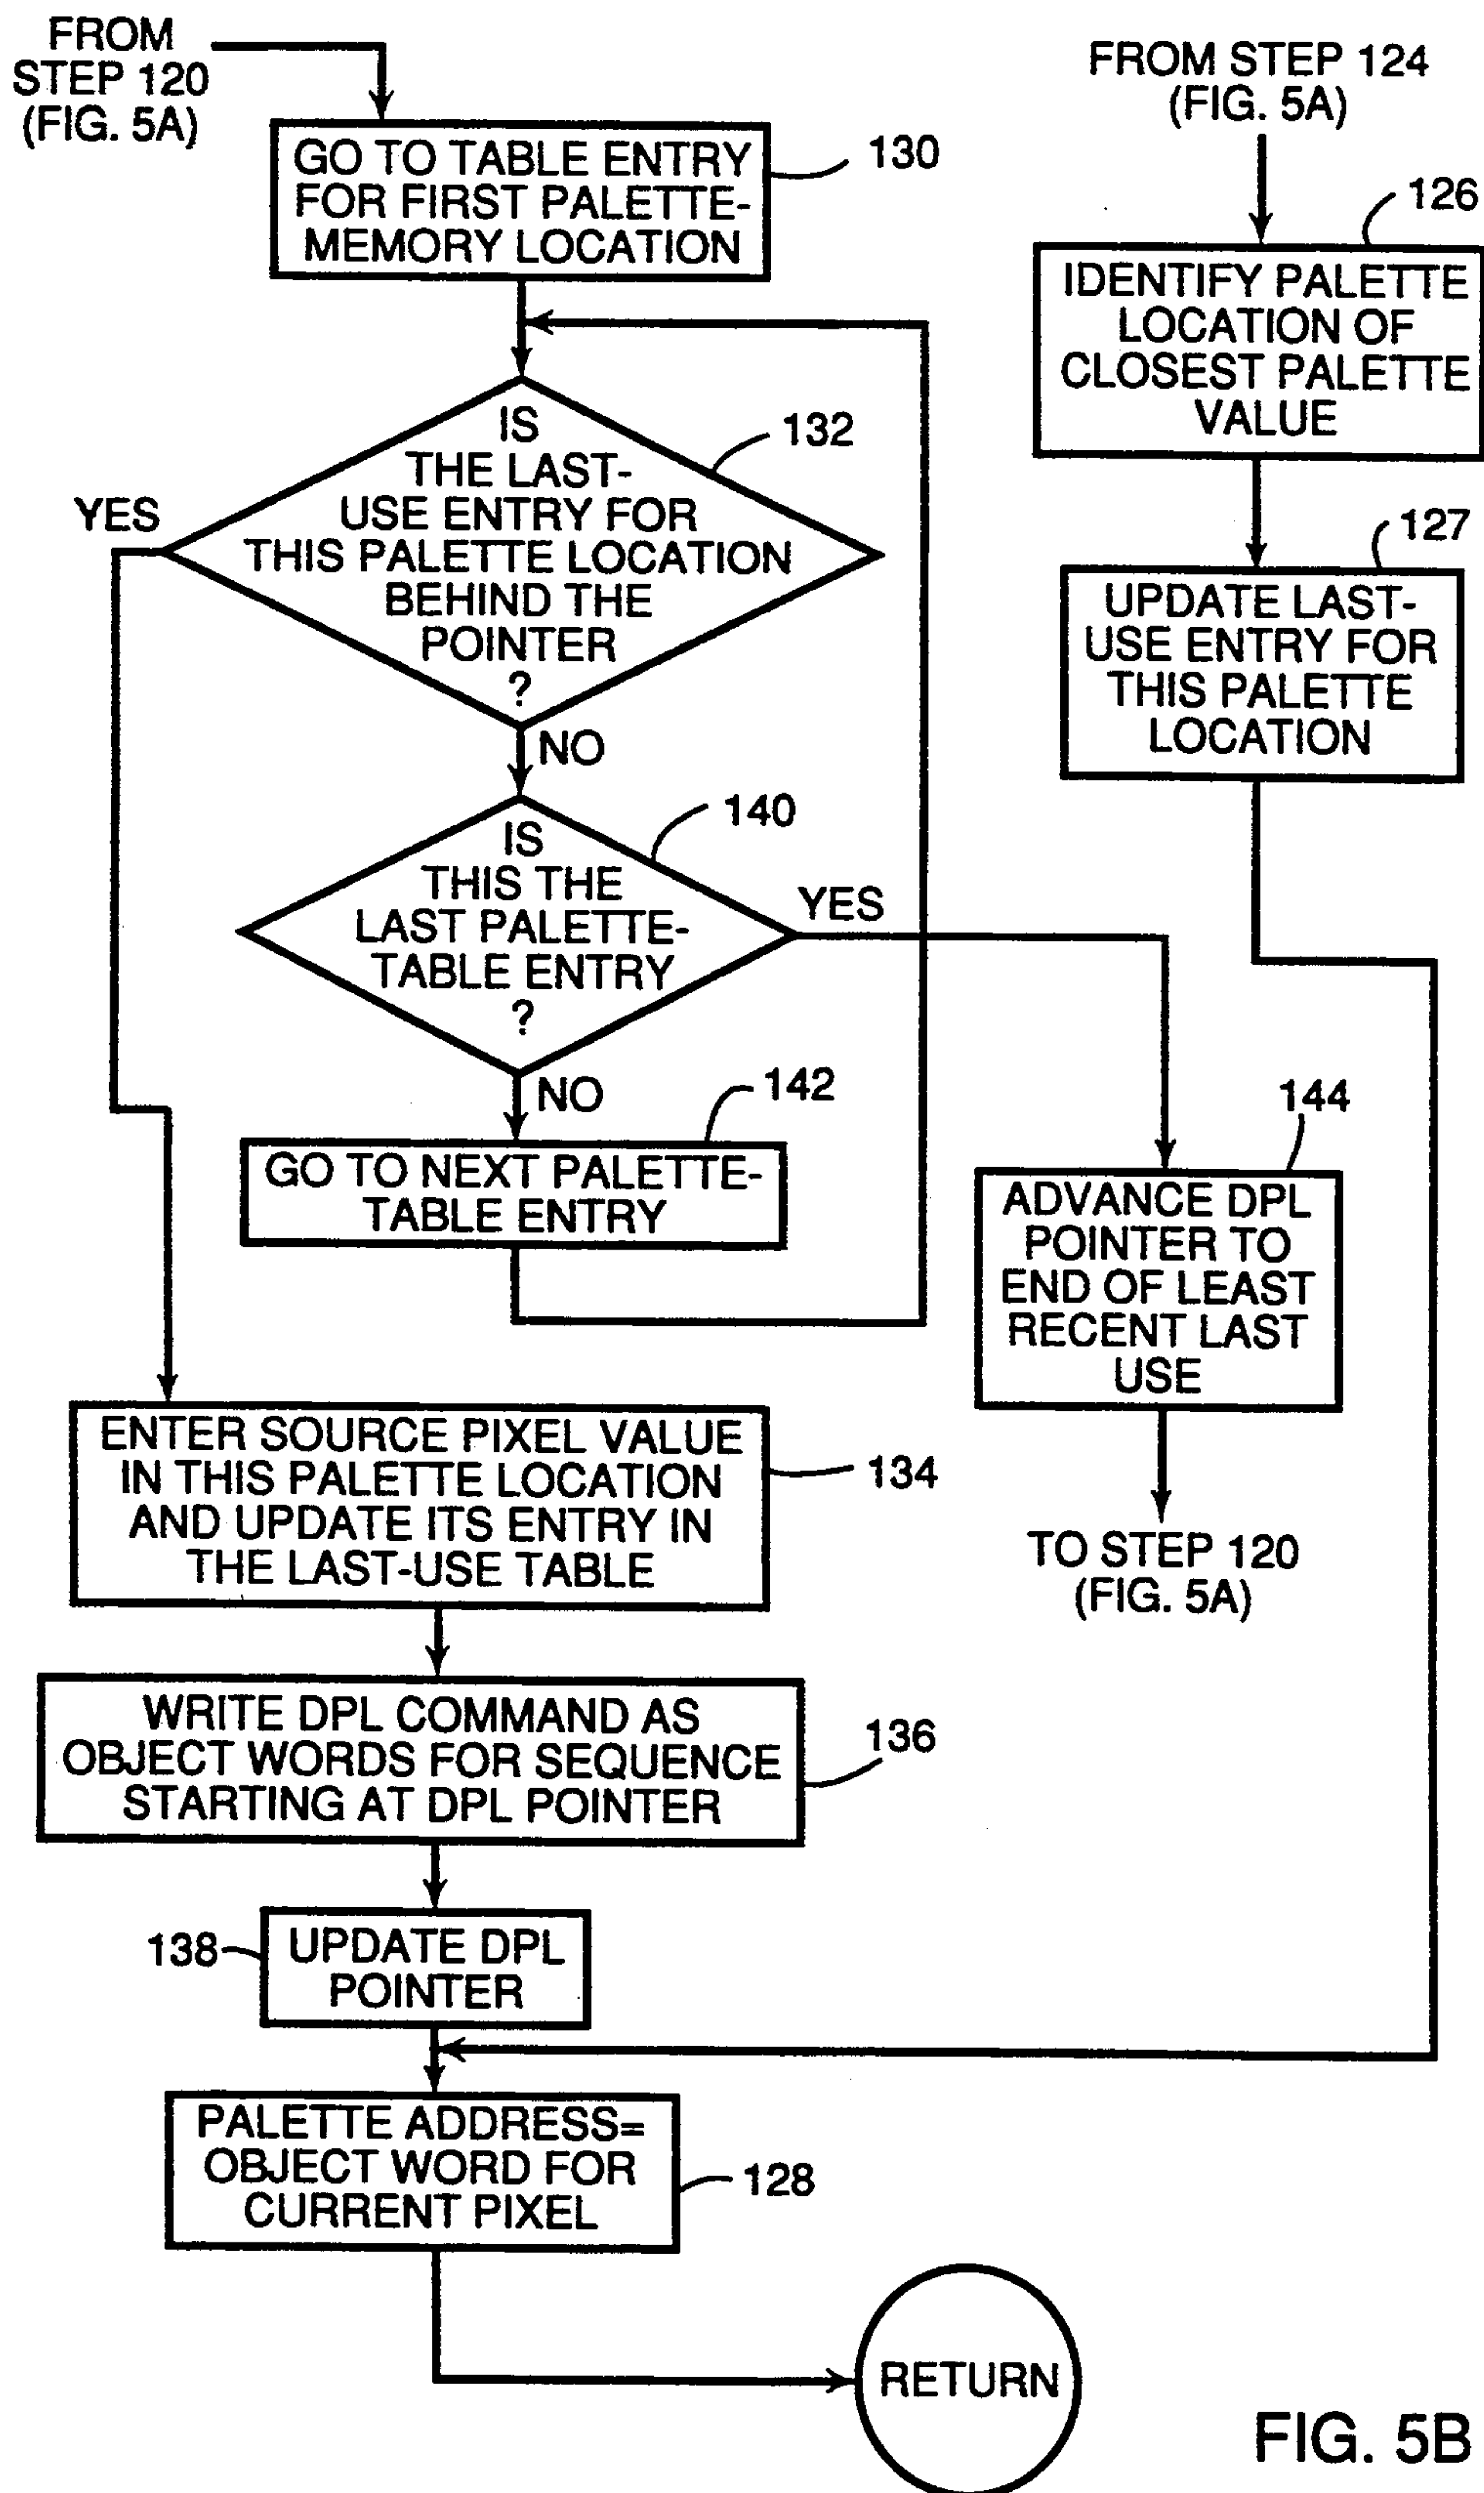 FROM
STEP 120
(FIG. 5A)
GO TO TABLE ENTRY
FOR FIRST PALETTE-
MEMORY LOCATION
130
IS
THE LAST-
USE ENTRY FOR
THIS PALETTE LOCATION
BEHIND THE
POINTER
?
132
YES
NO
IS
THIS THE
LAST PALETTE-
TABLE ENTRY
?
140
YES
NO
142
GO TO NEXT PALETTE-
TABLE ENTRY
ENTER SOURCE PIXEL VALUE
IN THIS PALETTE LOCATION
AND UPDATE ITS ENTRY IN
THE LAST-USE TABLE
134
WRITE DPL COMMAND AS
OBJECT WORDS FOR SEQUENCE
STARTING AT DPL POINTER
136
138
UPDATE DPL
POINTER
PALETTE ADDRESS=
OBJECT WORD FOR
CURRENT PIXEL
128
RETURN
FROM STEP 124
(FIG. 5A)
126
IDENTIFY PALETTE
LOCATION OF
CLOSEST PALETTE
VALUE
127
UPDATE LAST-
USE ENTRY FOR
THIS PALETTE
LOCATION
144
ADVANCE DPL
POINTER TO
END OF LEAST
RECENT LAST
USE
TO STEP 120
(FIG. 5A)
FIG. 5B